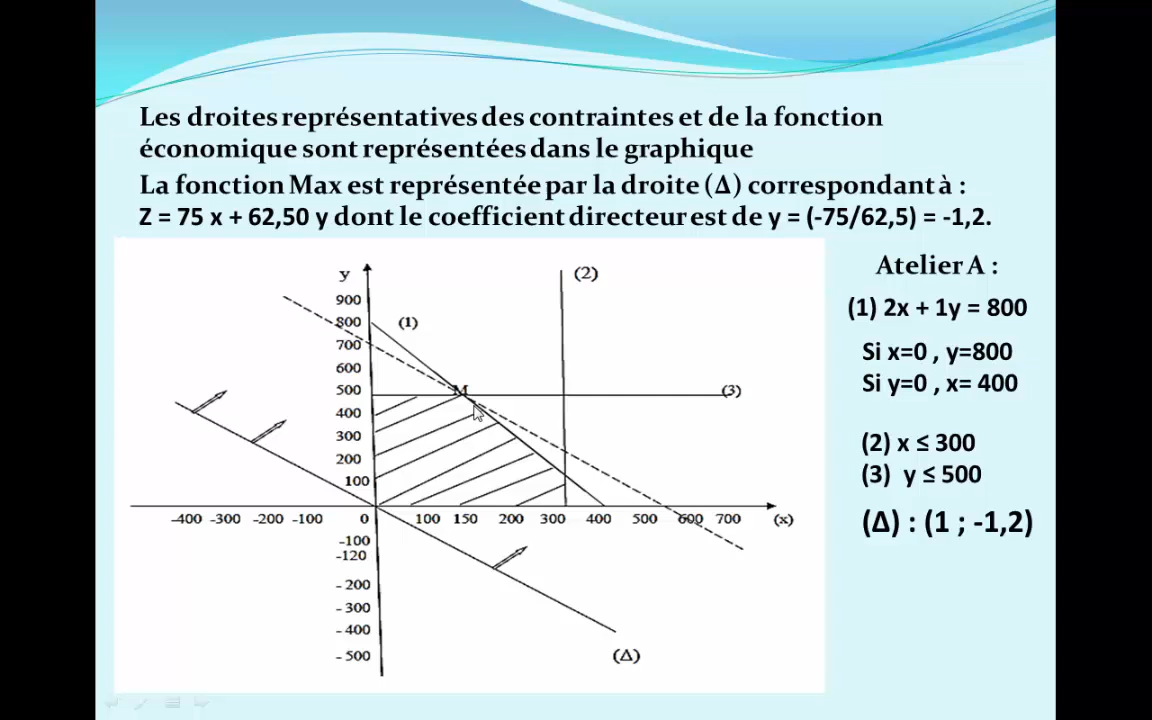 Les droites représentatives des contraintes et de la fonction
économique sont représentées dans le graphique
La fonction Max est représentée par la droite (Δ) correspondant à :
Z = 75 x + 62,50 y dont le coefficient directeur est de y = (-75/62,5) = -1,2.
Atelier A :
(1) 2x + 1y = 800
Si x=0 , y=800
Si y=0 , x= 400
(2) x ≤ 300
(3) y ≤ 500
(Δ) : (1 ; -1,2)
y
(2)
900
800
(1)
700
600
500
M
(3)
400
300
200
100
-400 -300 -200 -100 0 100 150 200 300 400 500 600 700 (x)
-100
-120
- 200
- 300
- 400
- 500
(Δ)